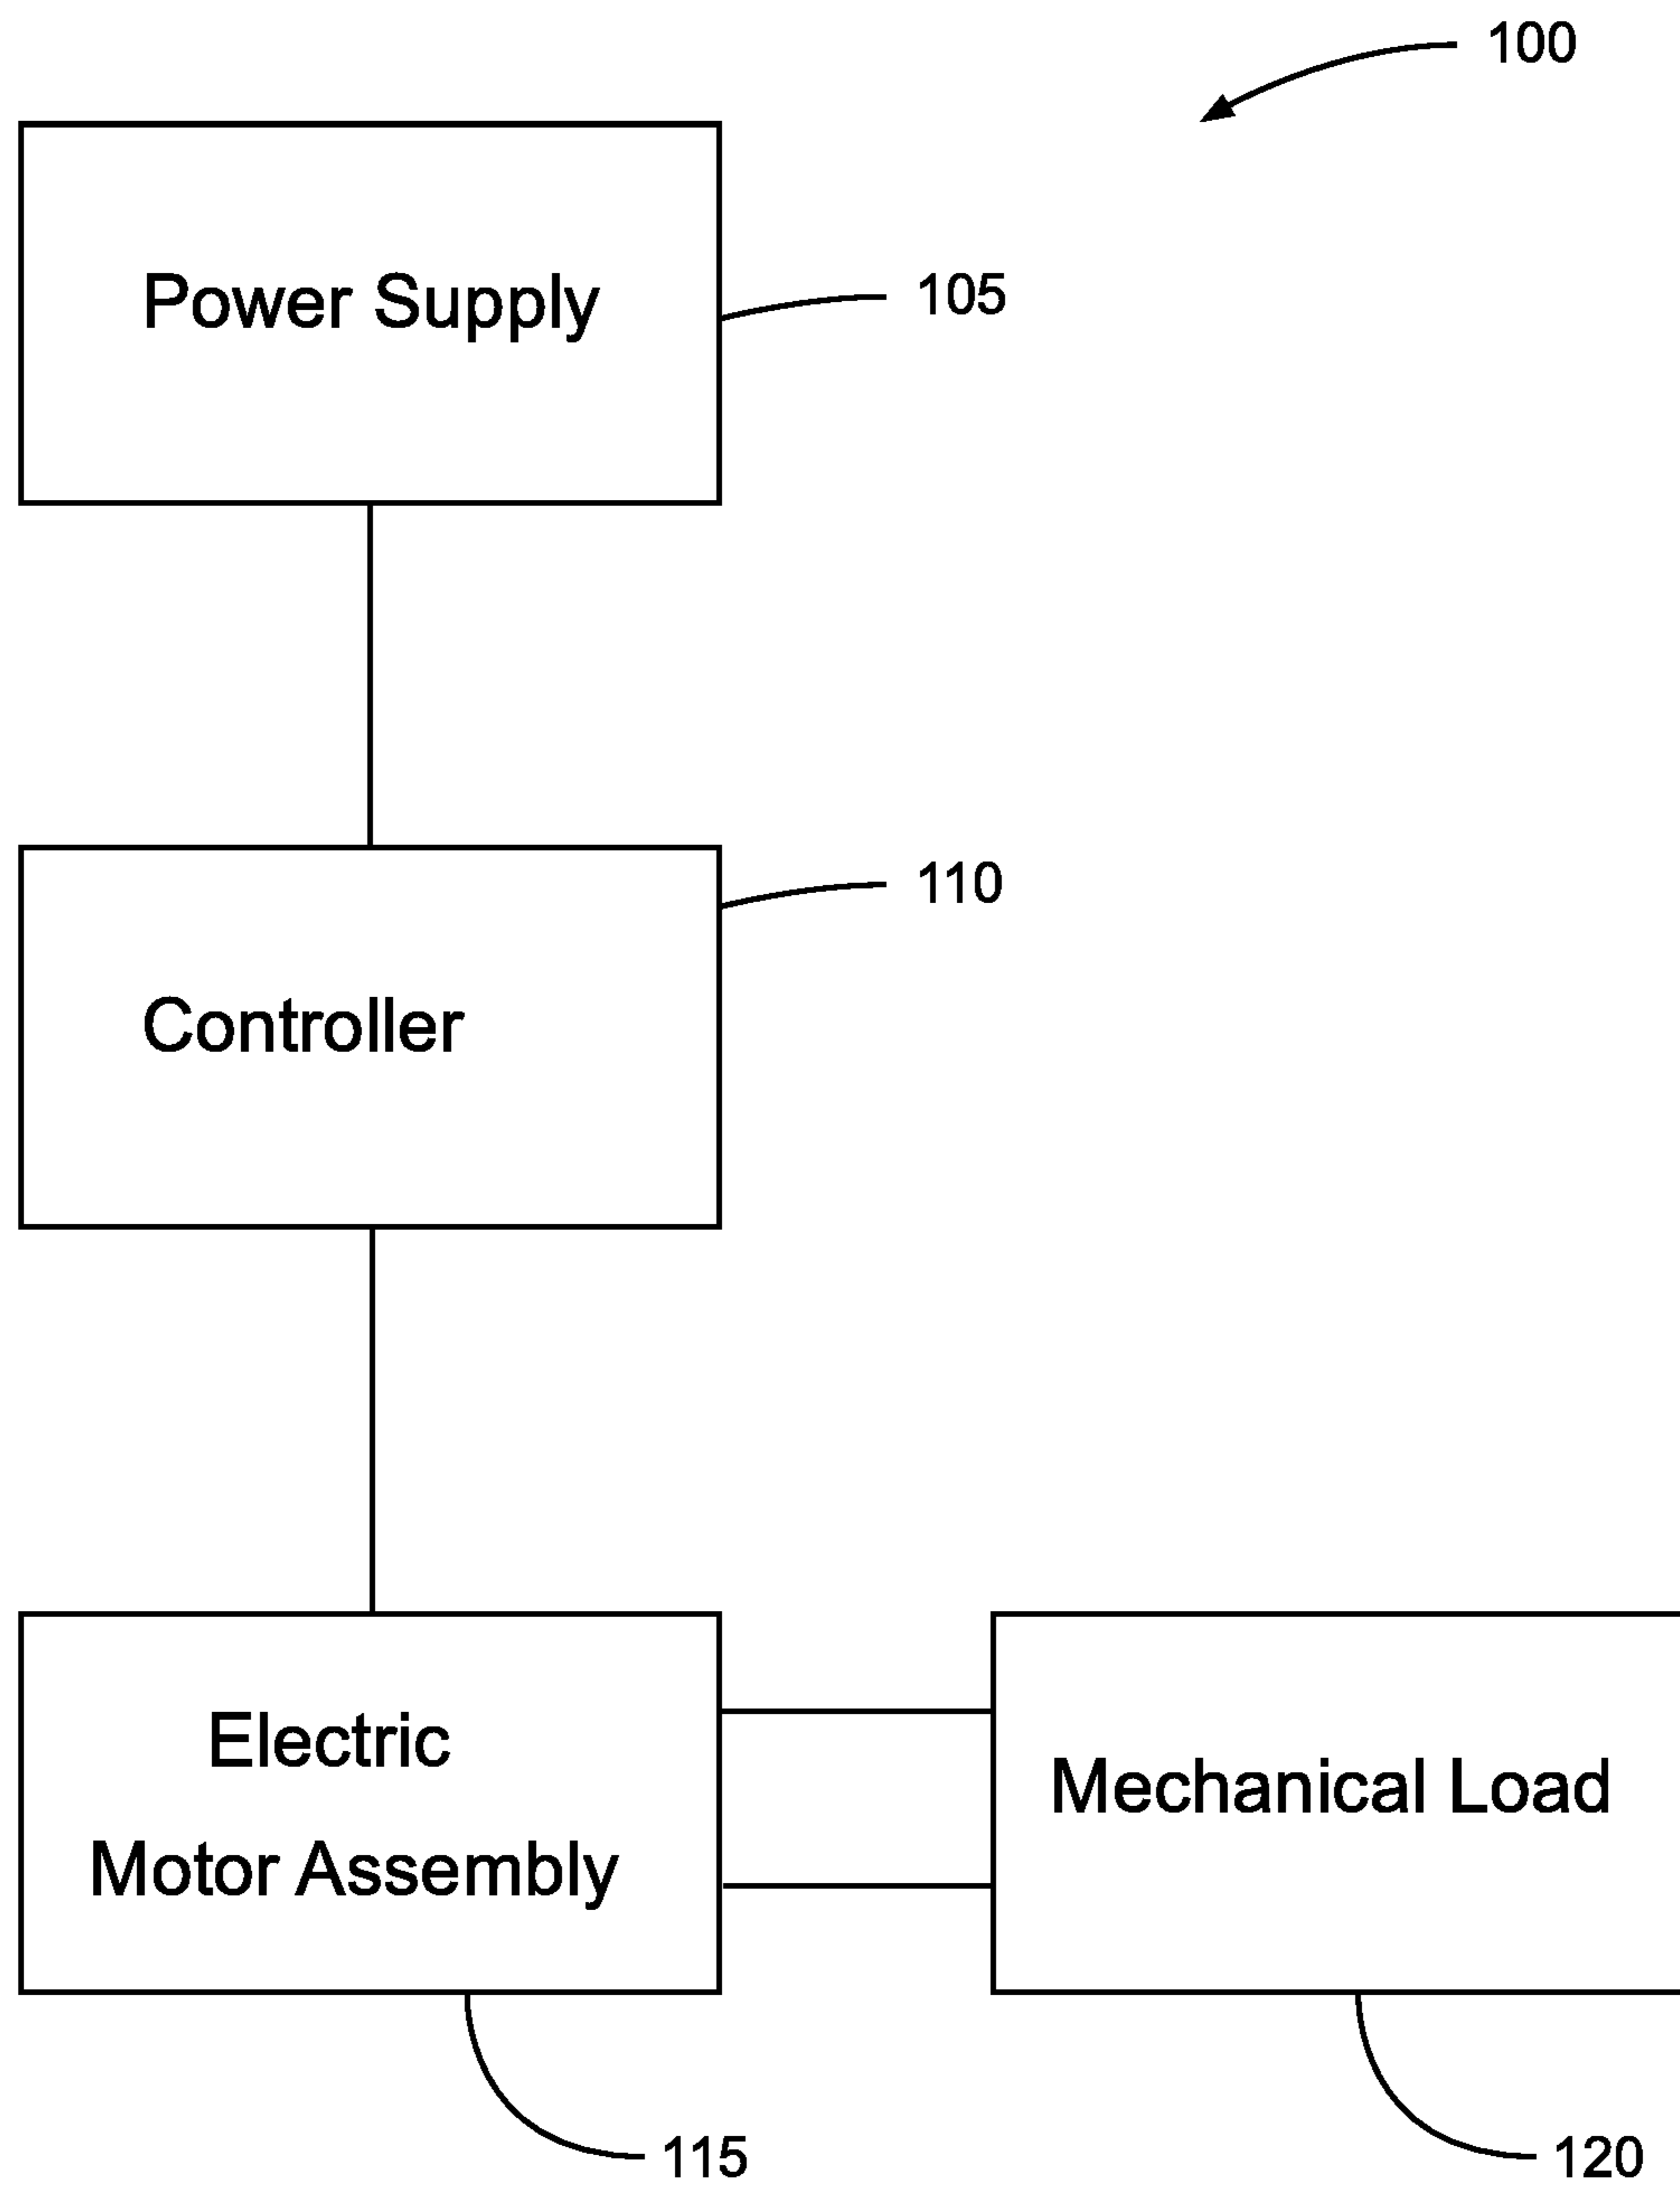 100
Power Supply
105
110
Controller
Electric
Motor Assembly
Mechanical Load
115
120